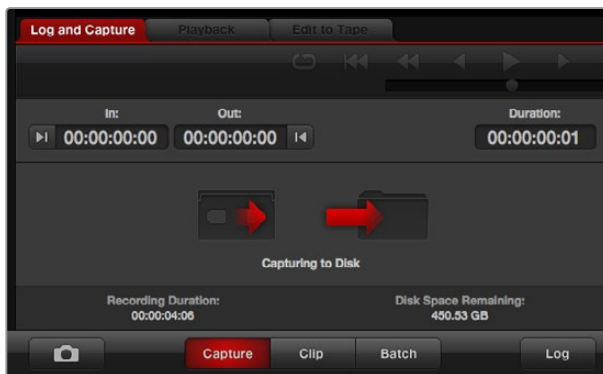 Log and Capture Playback Edit to Tape
In: Out: Duration:
00:00:00:00 00:00:00:00 00:00:00:01
Capturing to Disk
Recording Duration: Disk Space Remaining:
00:00:04:06 450.53 GB
Capture Clip Batch Log